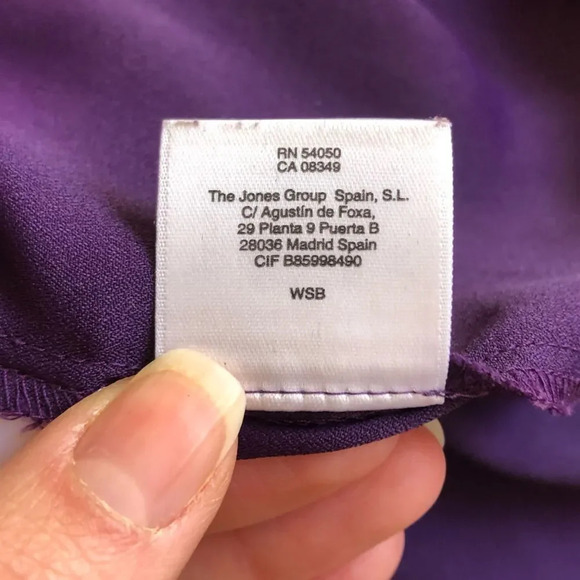 RN 54050
CA 08349
The Jones Group Spain, S.L.
C/ Agustín de Foxa,
29 Planta 9 Puerta B
28036 Madrid Spain
CIF B85998490
WSB